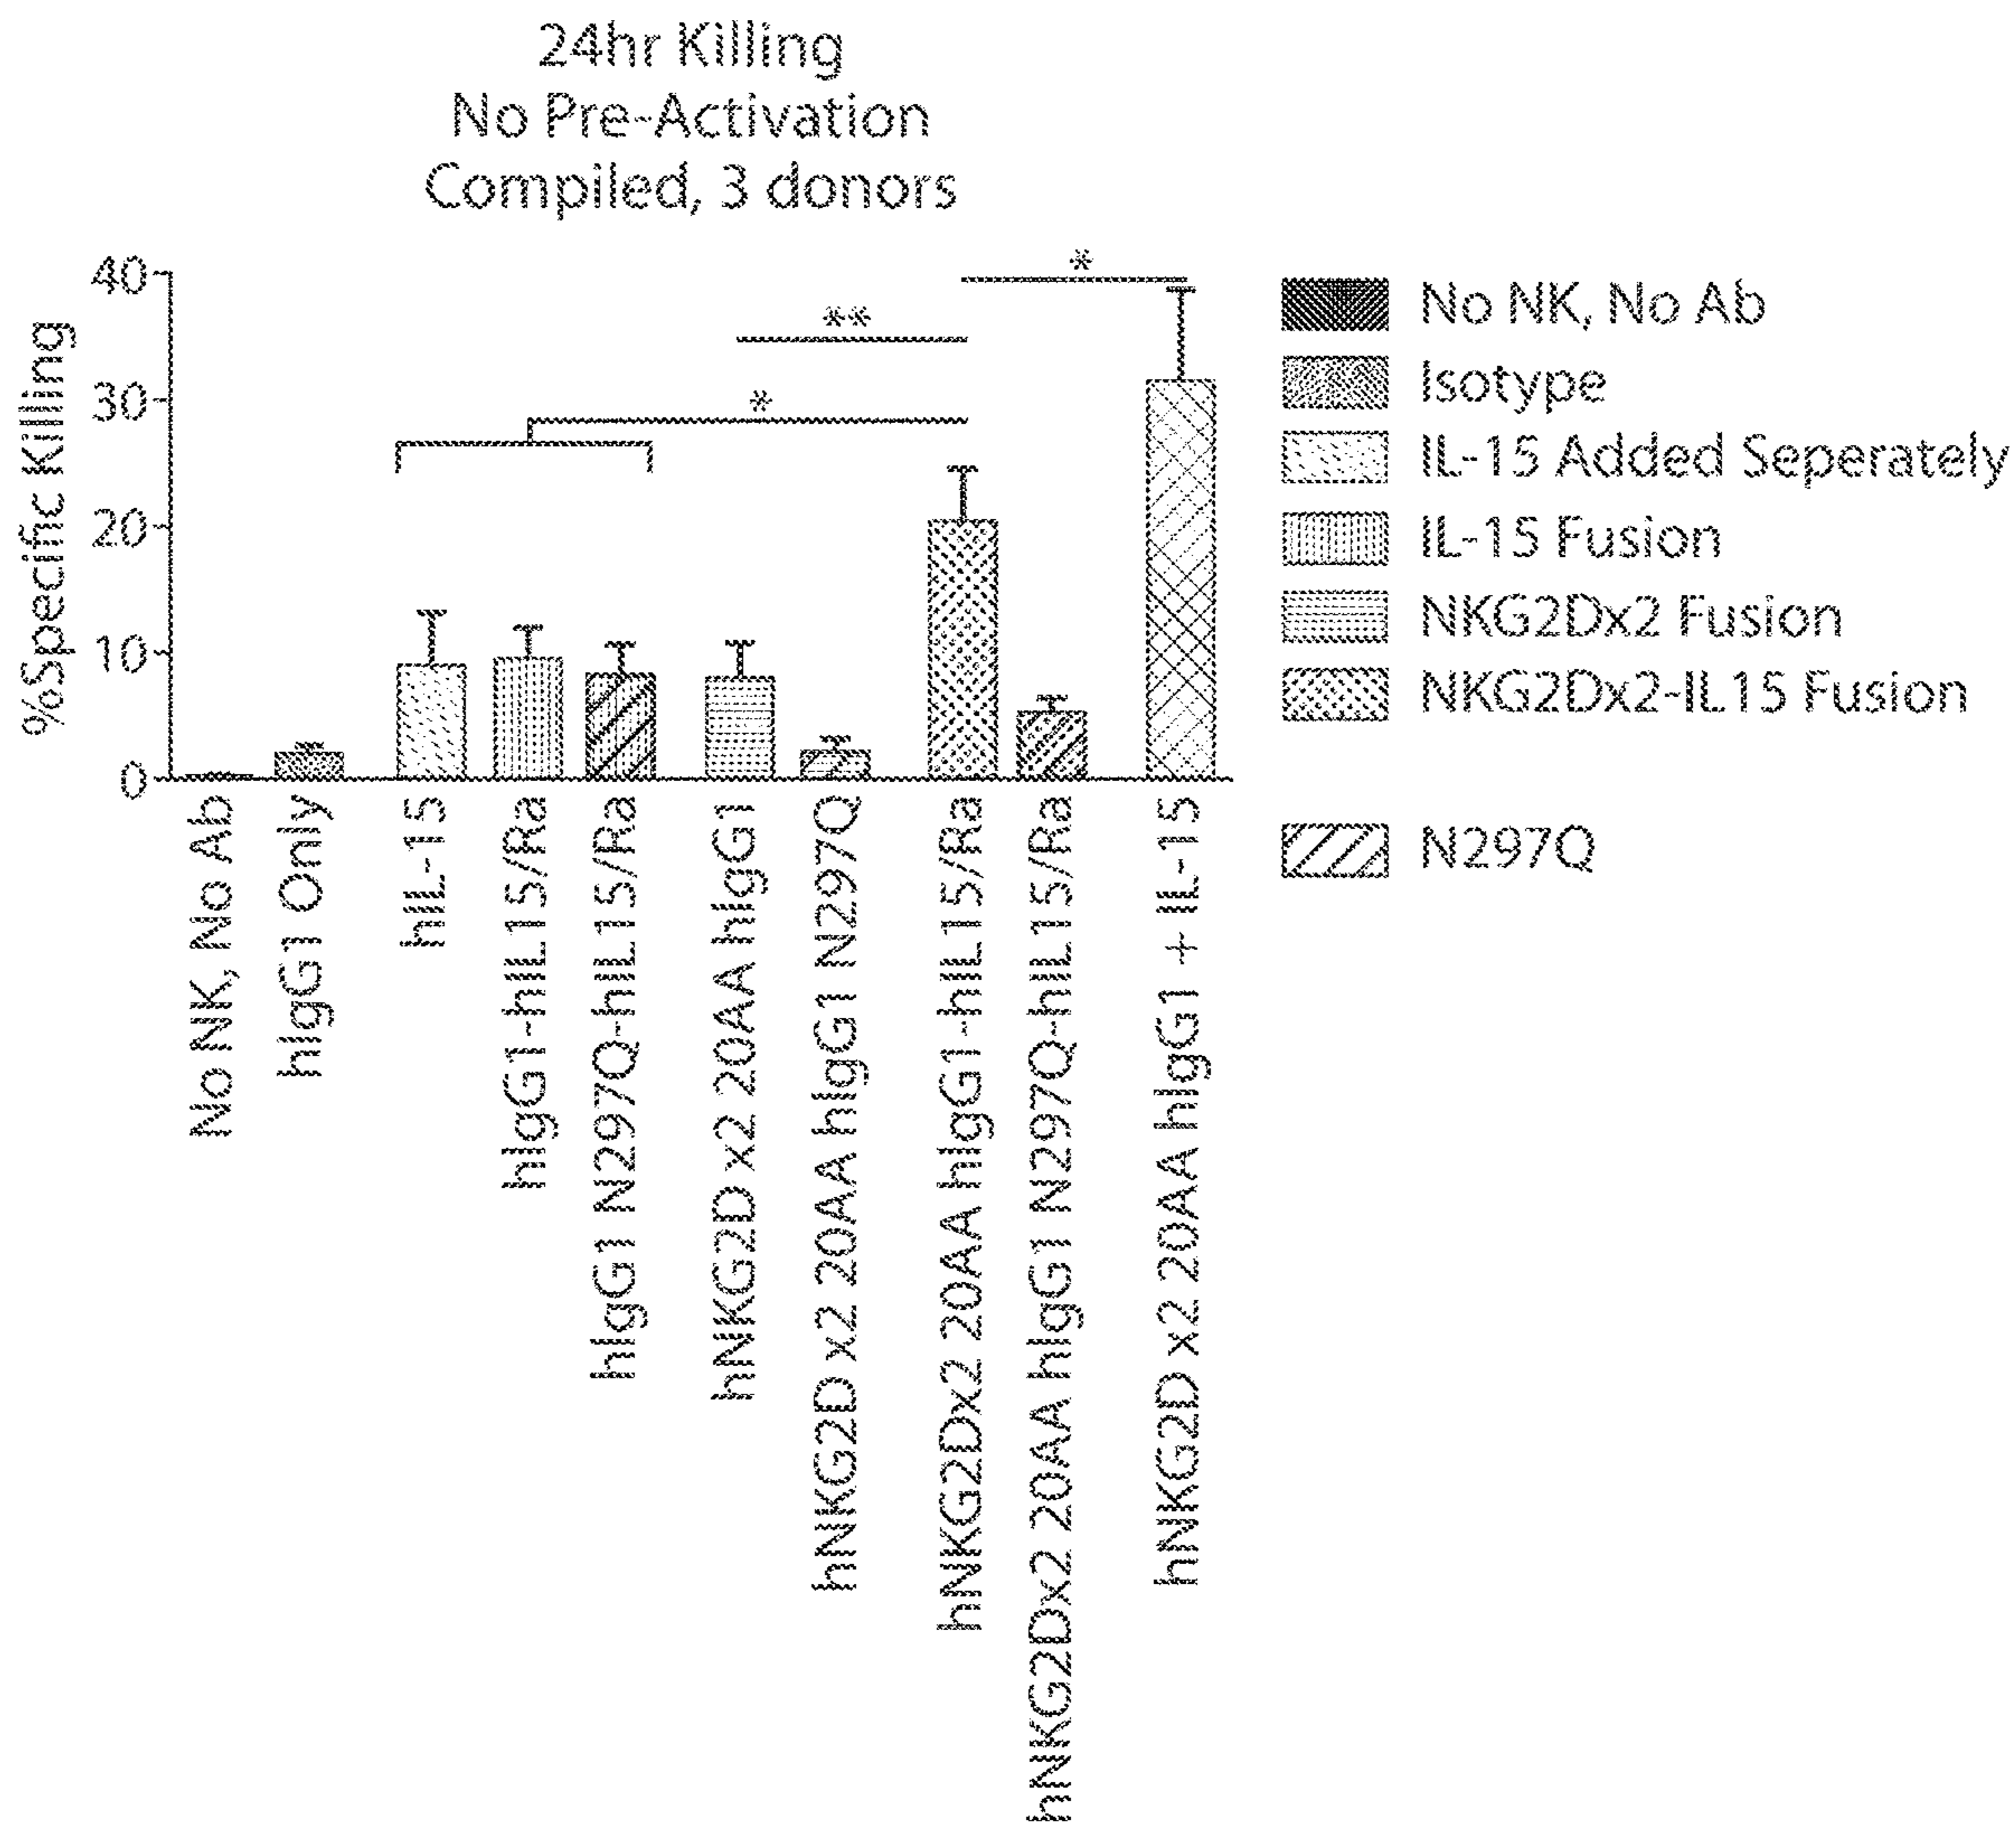 24hr Killing
No Pre-Activation
Compiled, 3 donors
%Specific Killing
40
30
20
10
0
*
**
*
No NK, No Ab
hIgG1 Only
hIL-15
hIgG1-hIL15/Ra
hIgG1 N297Q-hIL15/Ra
hNKG2D x2 20AA hIgG1
hNKG2D x2 20AA hIgG1 N297Q
hNKG2Dx2 20AA hIgG1-hIL15/Ra
hNKG2Dx2 20AA hIgG1 N297Q-hIL15/Ra
hNKG2D x2 20AA hIgG1 + IL-15
No NK, No Ab
Isotype
IL-15 Added Seperately
IL-15 Fusion
NKG2Dx2 Fusion
NKG2Dx2-IL15 Fusion
N297Q